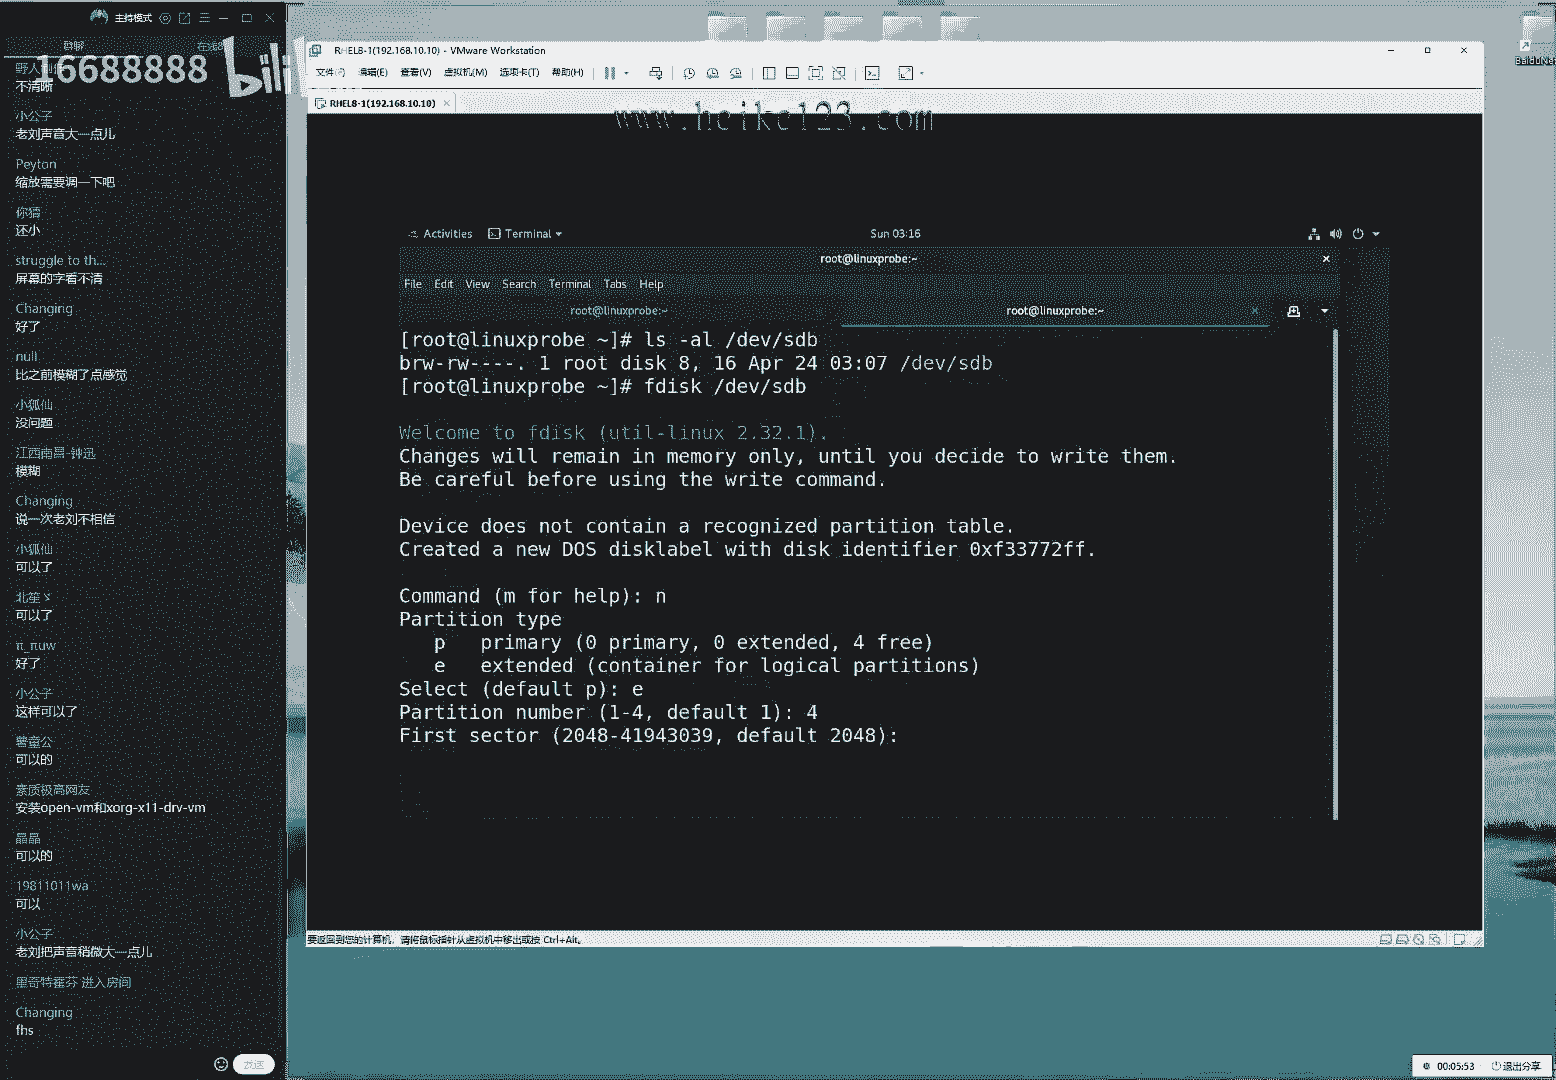 主持模式
16688888
不清晰
小公子
老刘声音大一点儿
Peyton
缩放需要调一下吧
你猜
还小
struggle to th...
屏幕的字看不清
Changing
好了
null
比之前模糊了点感觉
小狐仙
没问题
江西南昌-钟迅
模糊
Changing
说一次老刘不相信
小狐仙
可以了
可以了
π_πuw
好了
小公子
这样可以了
可以的
素质极高网友
安装open-vm和xorg-x11-drv-vm
晶晶
可以的
19811011wa
可以
小公子
老刘把声音稍微大一点儿
里奇特霍芬 进入房间
Changing
fhs
发送
RHEL8-1(192.168.10.10) - VMware Workstation
文件(F) 编辑(E) 查看(V) 虚拟机(M) 选项卡(T) 帮助(H)
RHEL8-1(192.168.10.10)
www.heike123.com
Activities Terminal Sun 03:16
root@linuxprobe:~
File Edit View Search Terminal Tabs Help
root@linuxprobe:~ root@linuxprobe:~
[root@linuxprobe ~]# ls -al /dev/sdb
brw-rw----. 1 root disk 8, 16 Apr 24 03:07 /dev/sdb
[root@linuxprobe ~]# fdisk /dev/sdb
Welcome to fdisk (util-linux 2.32.1).
Changes will remain in memory only, until you decide to write them.
Be careful before using the write command.
Device does not contain a recognized partition table.
Created a new DOS disklabel with disk identifier 0xf33772ff.
Command (m for help): n
Partition type
p primary (0 primary, 0 extended, 4 free)
e extended (container for logical partitions)
Select (default p): e
Partition number (1-4, default 1): 4
First sector (2048-41943039, default 2048):
要返回到您的计算机，请将鼠标指针从虚拟机中移出或按 Ctrl+Alt。
BaiduNe
00:05:53 退出分享